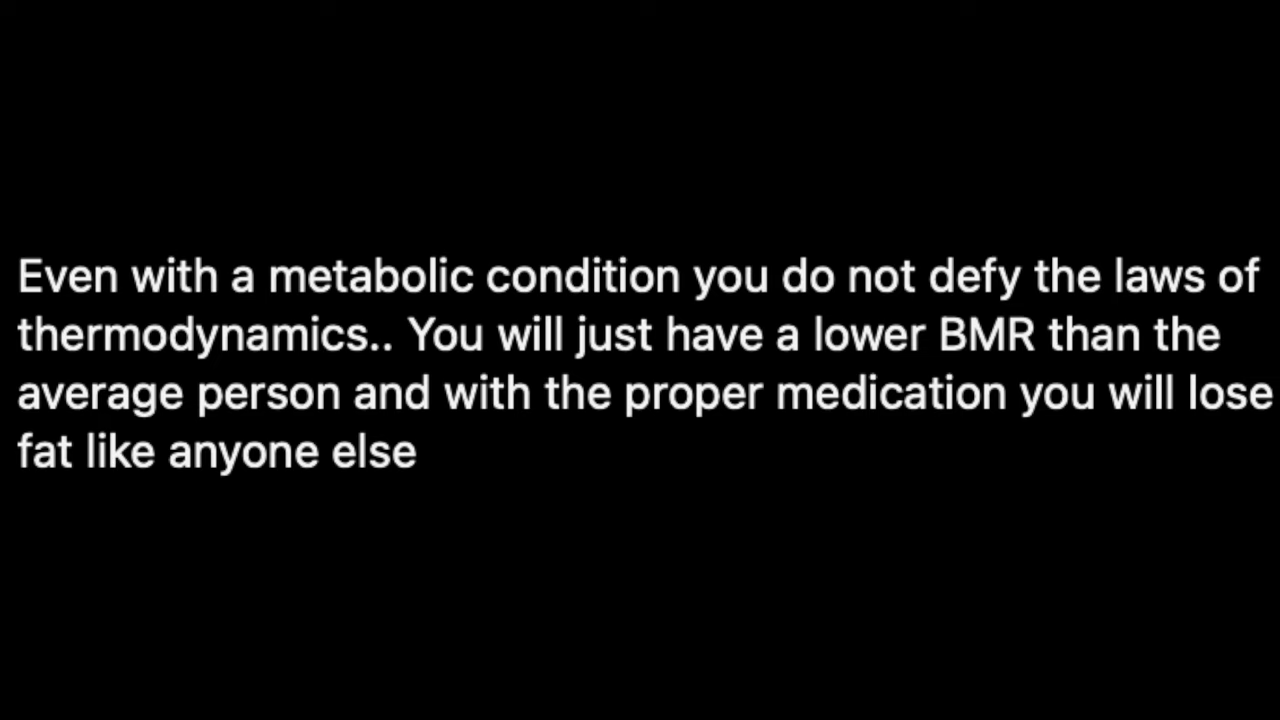 Even with a metabolic condition you do not defy the laws of
thermodynamics.. You will just have a lower BMR than the
average person and with the proper medication you will lose
fat like anyone else